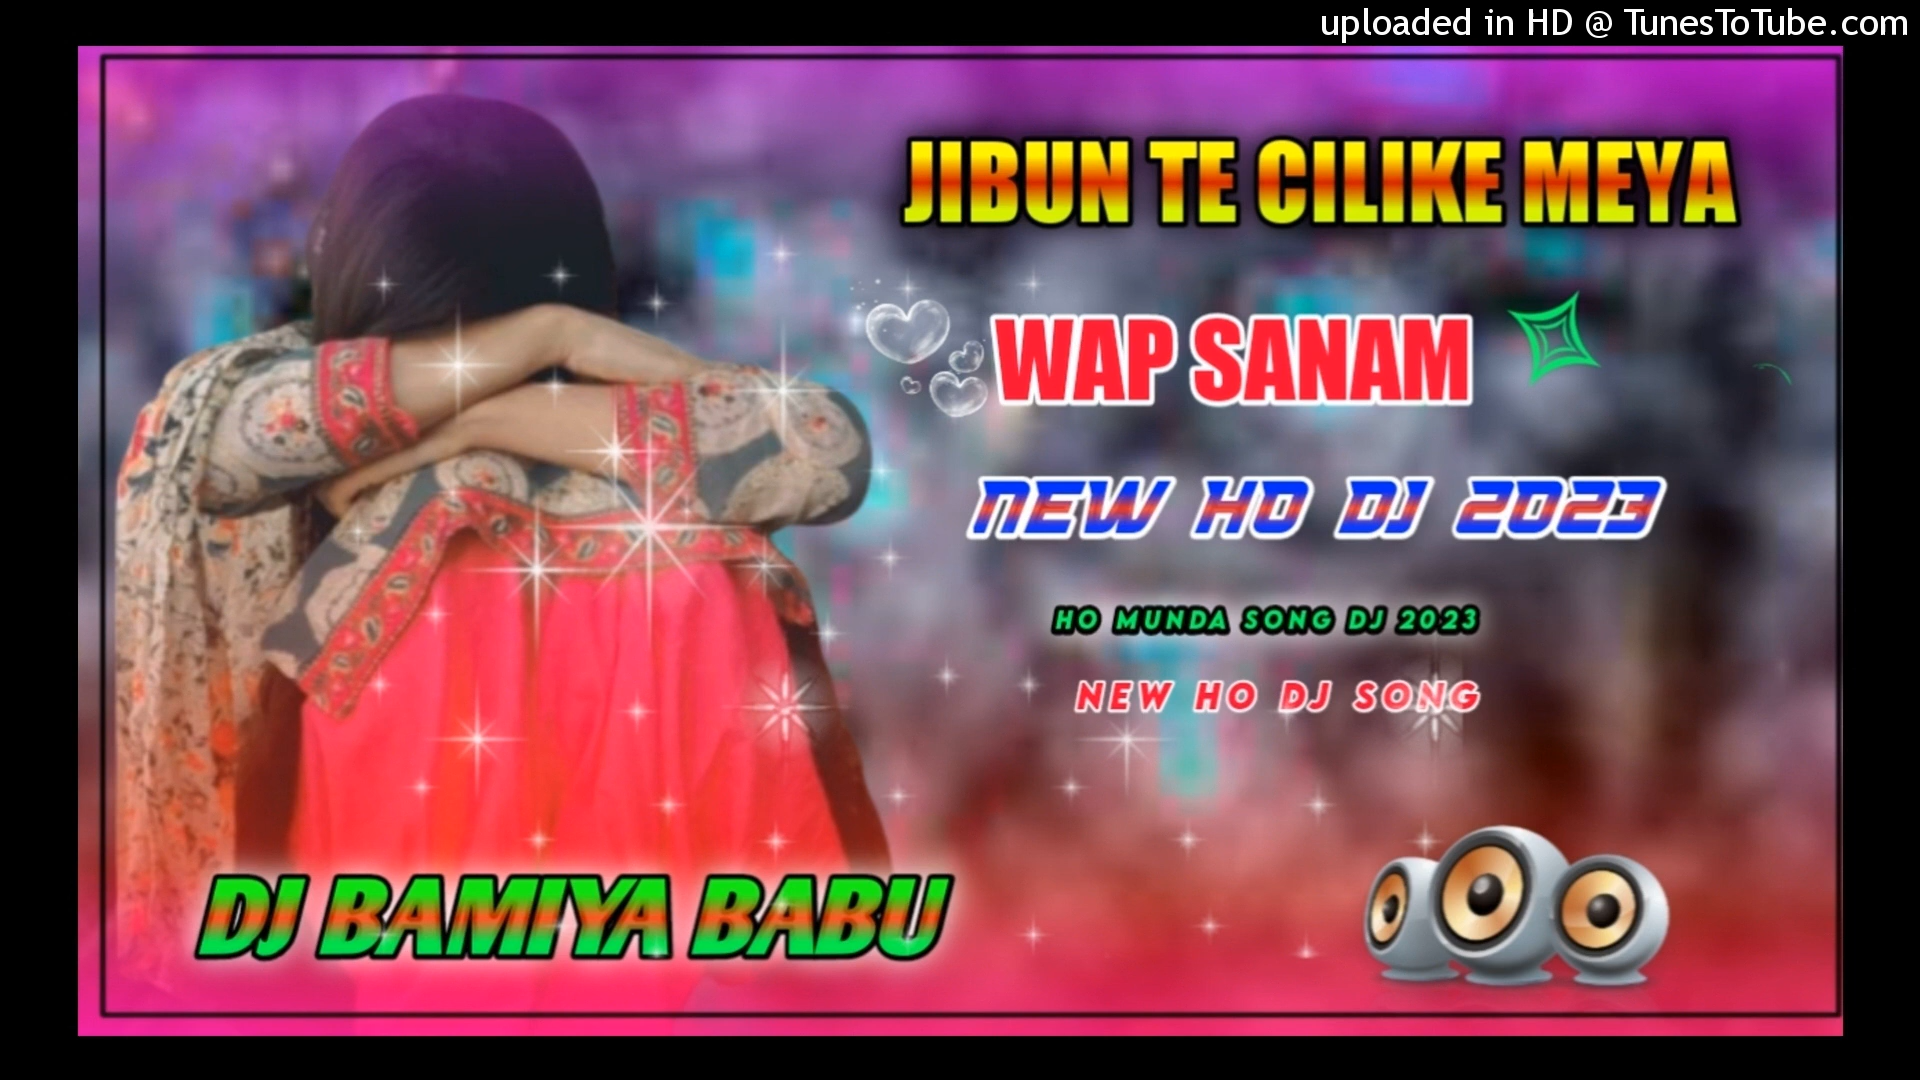 uploaded in HD @ TunesToTube.com
JIBUN TE CILIKE MEYA
WAP SANAM
NEW HO DJ 2023
HO MUNDA SONG DJ 2023
NEW HO DJ SONG
DJ BAMIYA BABU